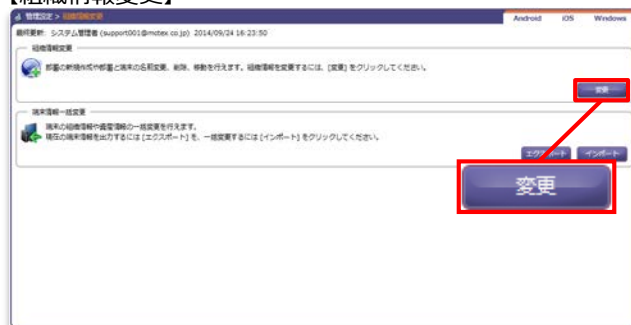 【組織情報変更】
管理設定 > 組織情報変更
Android iOS Windows
最終更新: システム管理者 (support001@motex.co.jp) 2014/09/24 16:23:50
組織情報変更
部署の新規作成や部署と端末の名称変更、削除、移動を行えます。組織情報を変更するには、[変更] をクリックしてください。
変更
端末情報一括変更
端末の組織情報や資産情報の一括変更を行えます。
現在の端末情報を出力するには [エクスポート] を、一括変更するには [インポート] をクリックしてください。
エクスポート インポート
変更